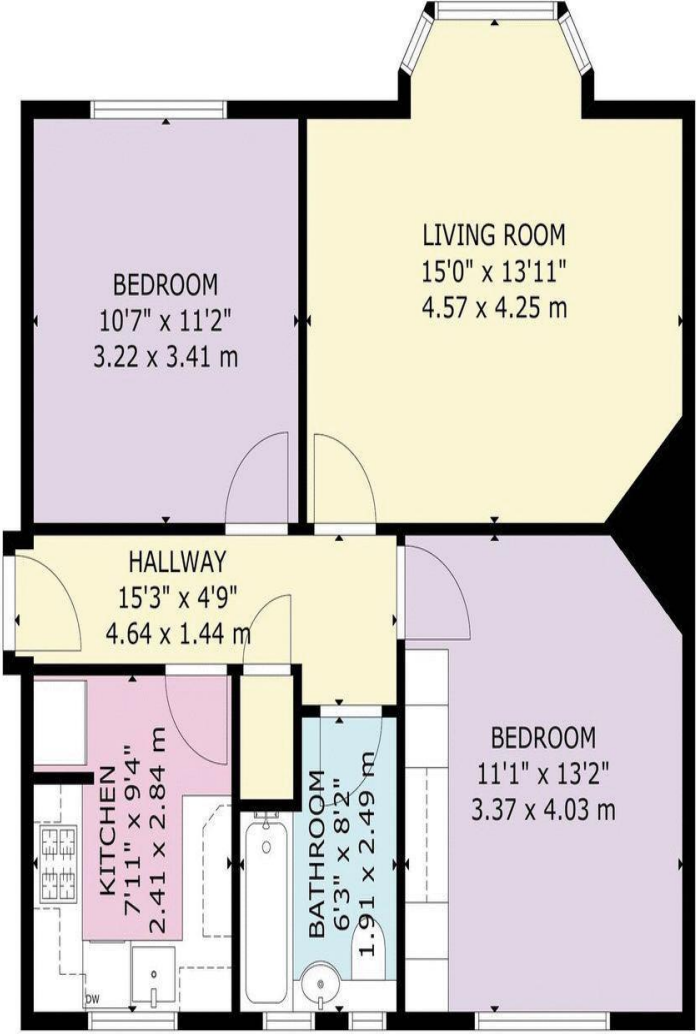 LIVING ROOM
15'0" x 13'11"
4.57 x 4.25 m
BEDROOM
10'7" x 11'2"
3.22 x 3.41 m
HALLWAY
15'3" x 4'9"
4.64 x 1.44 m
KITCHEN
7'11" x 9'4"
2.41 x 2.84 m
BATHROOM
6'3" x 8'2"
1.91 x 2.49 m
BEDROOM
11'1" x 13'2"
3.37 x 4.03 m
DW